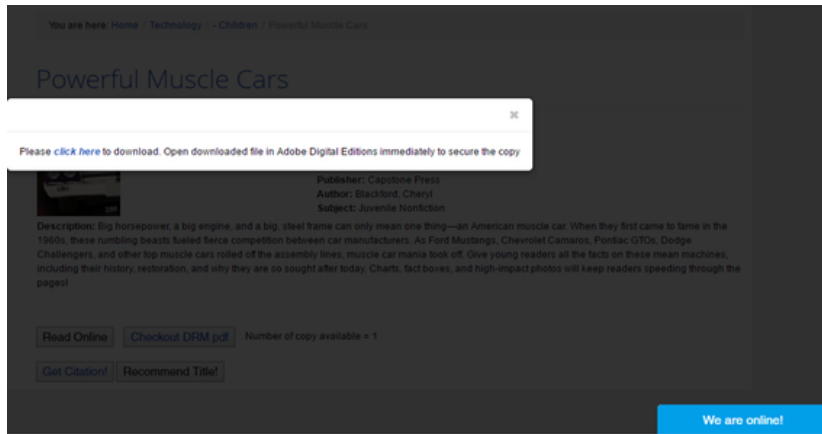 You are here: Home / Technology / - Children / Powerful Muscle Cars
Powerful Muscle Cars
×
Please click here to download. Open downloaded file in Adobe Digital Editions immediately to secure the copy
Publisher: Capstone Press
Author: Blackford, Cheryl
Subject: Juvenile Nonfiction
Description: Big horsepower, a big engine, and a big, steel frame can only mean one thing—an American muscle car. When they first came to fame in the
1960s, these rumbling beasts fueled fierce competition between car manufacturers. As Ford Mustangs, Chevrolet Camaros, Pontiac GTOs, Dodge
Challengers, and other top muscle cars rolled off the assembly lines, muscle car mania took off. Give young readers all the facts on these mean machines,
including their history, restoration, and why they are so sought after today. Charts, fact boxes, and high-impact photos will keep readers speeding through the
pages!
Read Online Checkout DRM pdf Number of copy available = 1
Get Citation! Recommend Title!
We are online!